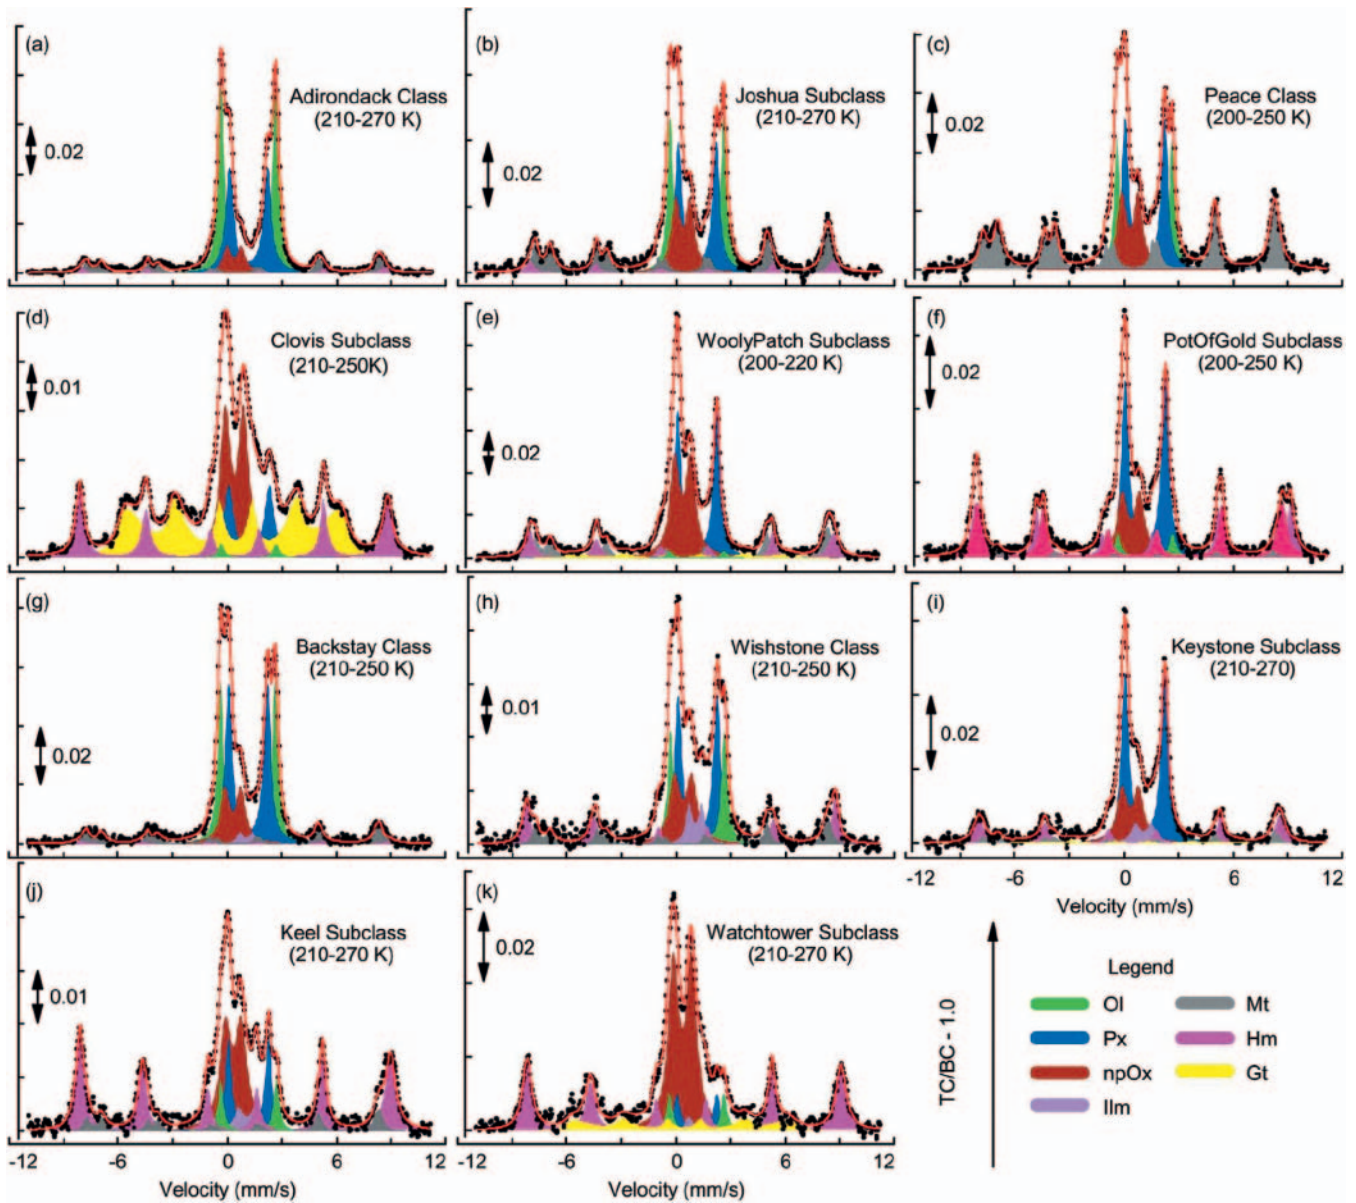 (a)
Adirondack Class
(210-270 K)
0.02
(b)
Joshua Subclass
(210-270 K)
0.02
(c)
Peace Class
(200-250 K)
0.02
(d)
Clovis Subclass
(210-250K)
0.01
(e)
WoolyPatch Subclass
(200-220 K)
0.02
(f)
PotOfGold Subclass
(200-250 K)
0.02
(g)
Backstay Class
(210-250 K)
0.02
(h)
Wishstone Class
(210-250 K)
0.01
(i)
Keystone Subclass
(210-270)
0.02
-12 -6 0 6 12
Velocity (mm/s)
(j)
Keel Subclass
(210-270 K)
0.01
-12 -6 0 6 12
Velocity (mm/s)
(k)
Watchtower Subclass
(210-270 K)
0.02
-12 -6 0 6 12
Velocity (mm/s)
TC/BC - 1.0
Legend
Ol Mt
Px Hm
npOx Gt
Ilm